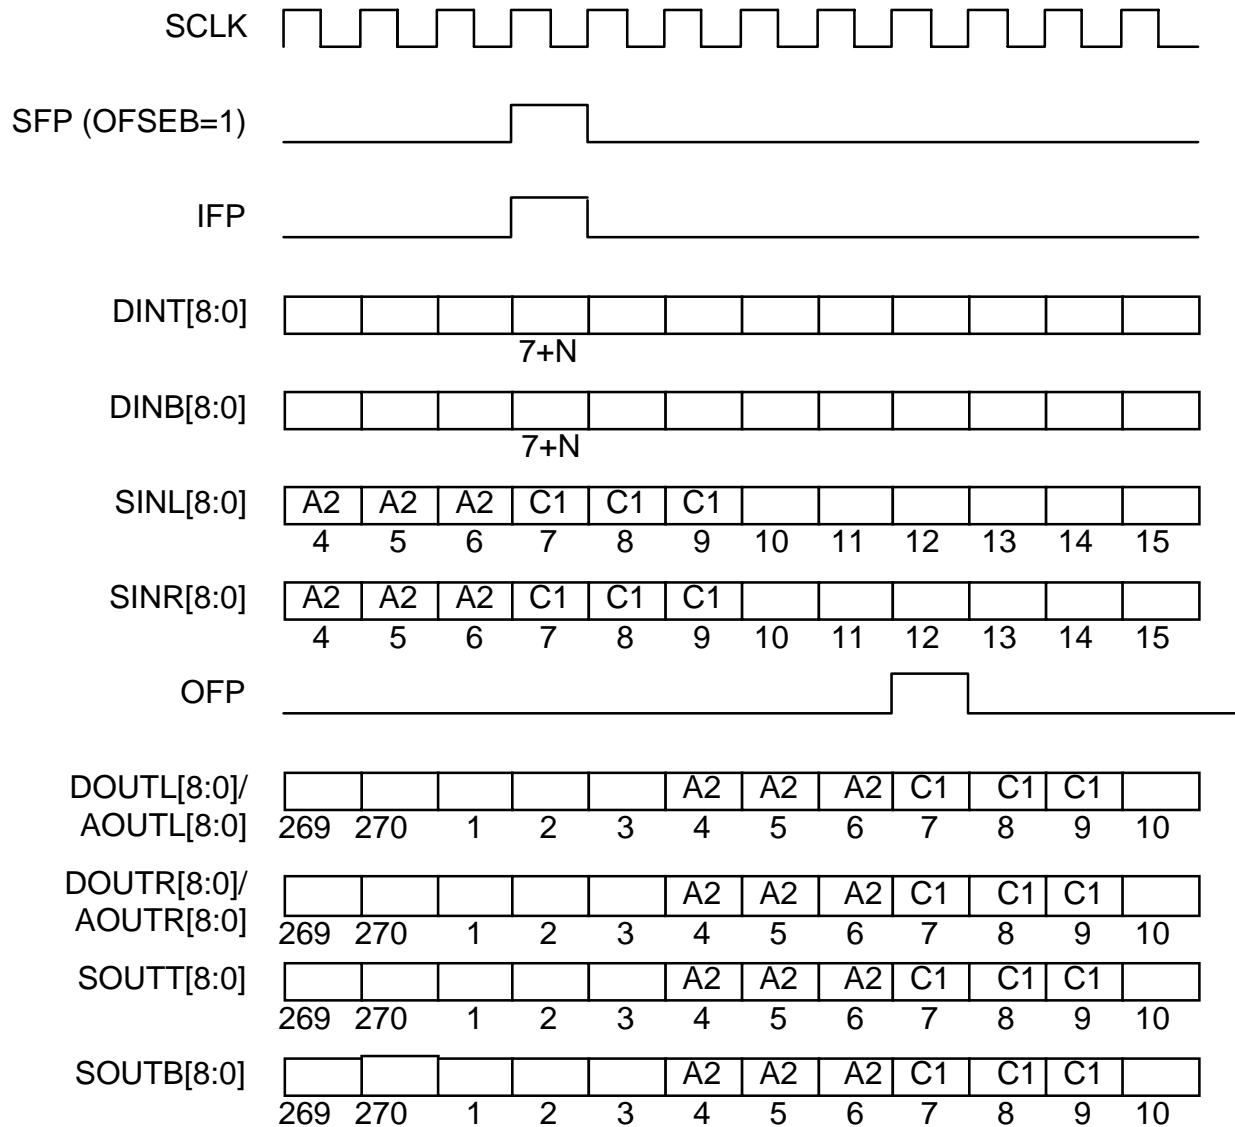 SCLK
SFP (OFSEB=1)
IFP
DINT[8:0]
7+N
DINB[8:0]
7+N
SINL[8:0] A2 A2 A2 C1 C1 C1
4 5 6 7 8 9 10 11 12 13 14 15
SINR[8:0] A2 A2 A2 C1 C1 C1
4 5 6 7 8 9 10 11 12 13 14 15
OFP
DOUTL[8:0]/ A2 A2 A2 C1 C1 C1
AOUTL[8:0] 269 270 1 2 3 4 5 6 7 8 9 10
DOUTR[8:0]/ A2 A2 A2 C1 C1 C1
AOUTR[8:0] 269 270 1 2 3 4 5 6 7 8 9 10
SOUTT[8:0] A2 A2 A2 C1 C1 C1
269 270 1 2 3 4 5 6 7 8 9 10
SOUTB[8:0] A2 A2 A2 C1 C1 C1
269 270 1 2 3 4 5 6 7 8 9 10